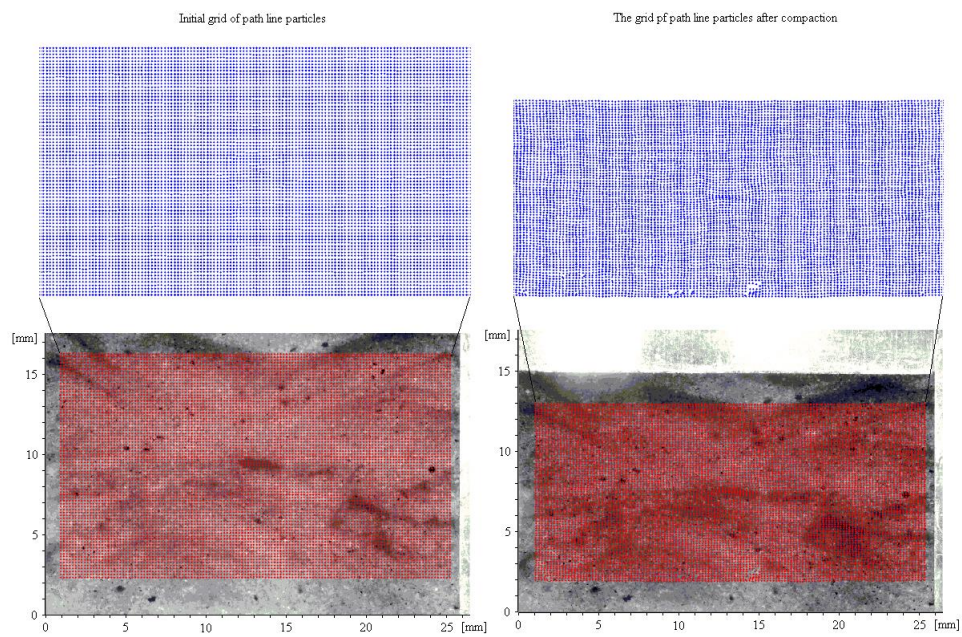 Initial grid of path line particles
The grid pf path line particles after compaction
[mm]
15
10
5
0
0 5 10 15 20 25 [mm]
[mm]
15
10
5
0
0 5 10 15 20 25 [mm]